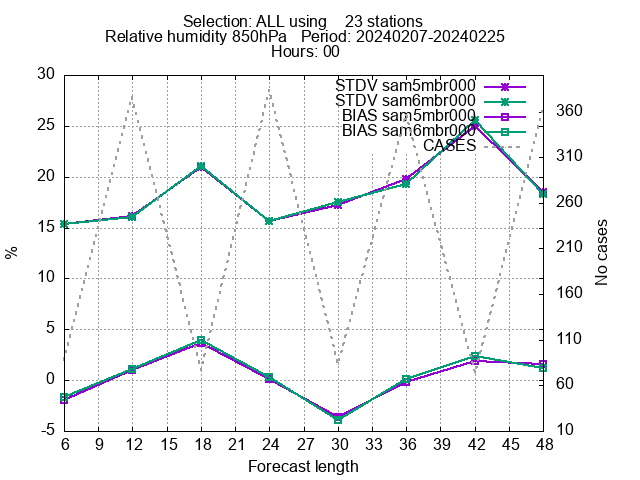 Selection: ALL using    23 stations
Relative humidity 850hPa   Period: 20240207-20240225
Hours: 00
STDV sam5mbr000
STDV sam6mbr000
BIAS sam5mbr000
BIAS sam6mbr000
CASES
30
25
20
15
10
5
0
-5
%
360
310
260
210
160
110
60
10
No cases
6 9 12 15 18 21 24 27 30 33 36 39 42 45 48
Forecast length